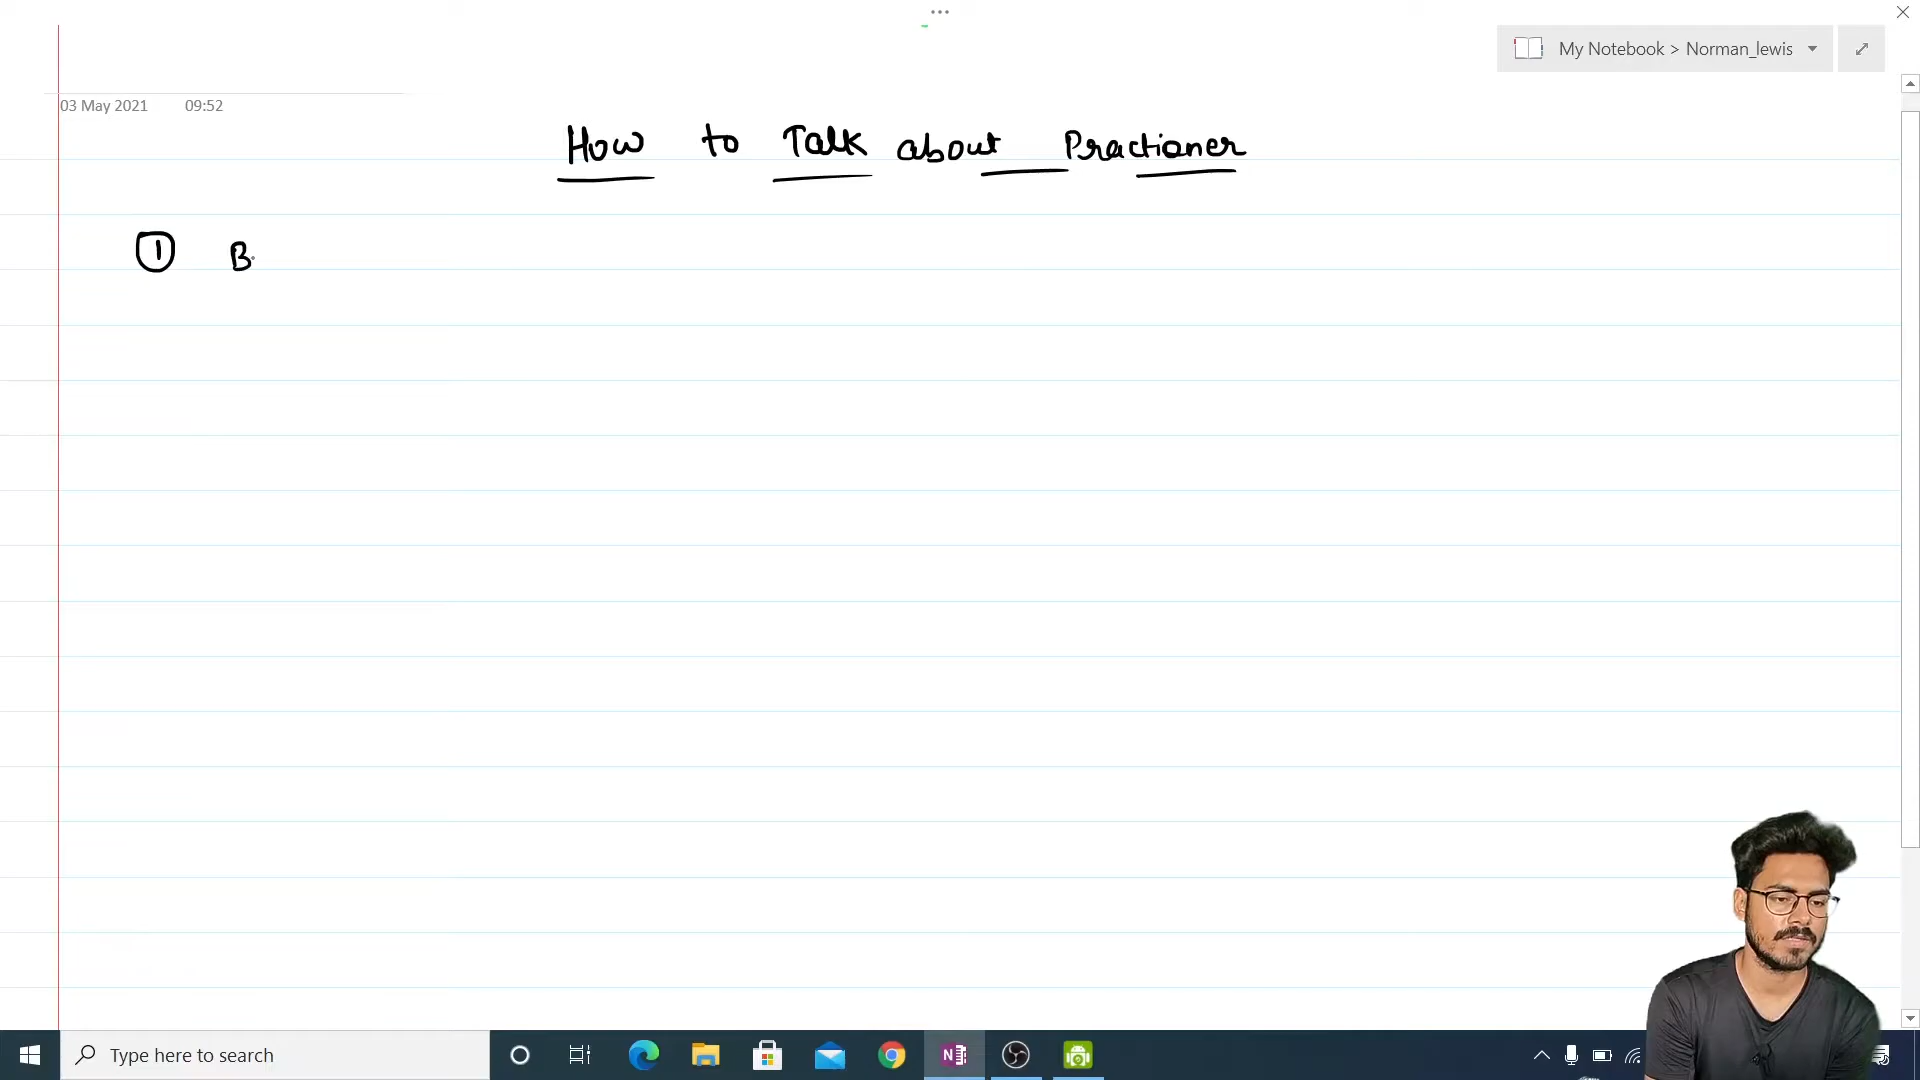 My Notebook > Norman_lewis
03 May 2021 09:52
How to Talk about Practioner
① B
Type here to search